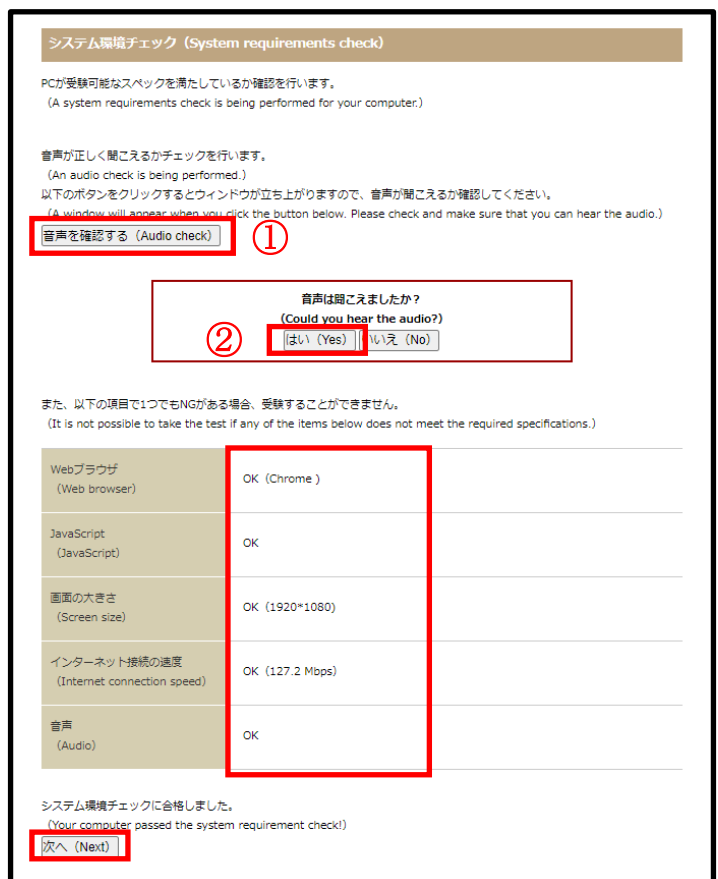 システム環境チェック（System requirements check）
PCが受験可能なスペックを満たしているか確認を行います。
（A system requirements check is being performed for your computer.）
音声が正しく聞こえるかチェックを行います。
（An audio check is being performed.）
以下のボタンをクリックするとウィンドウが立ち上がりますので、音声が聞こえるか確認してください。
（A window will appear when you click the button below. Please check and make sure that you can hear the audio.）
音声を確認する（Audio check） ①
音声は聞こえましたか？
（Could you hear the audio?）
② はい（Yes） いいえ（No）
また、以下の項目で1つでもNGがある場合、受験することができません。
（It is not possible to take the test if any of the items below does not meet the required specifications.）
Webブラウザ
（Web browser）
OK（Chrome ）
JavaScript
（JavaScript）
OK
画面の大きさ
（Screen size）
OK（1920*1080）
インターネット接続の速度
（Internet connection speed）
OK（127.2 Mbps）
音声
（Audio）
OK
システム環境チェックに合格しました。
（Your computer passed the system requirement check!）
次へ（Next）